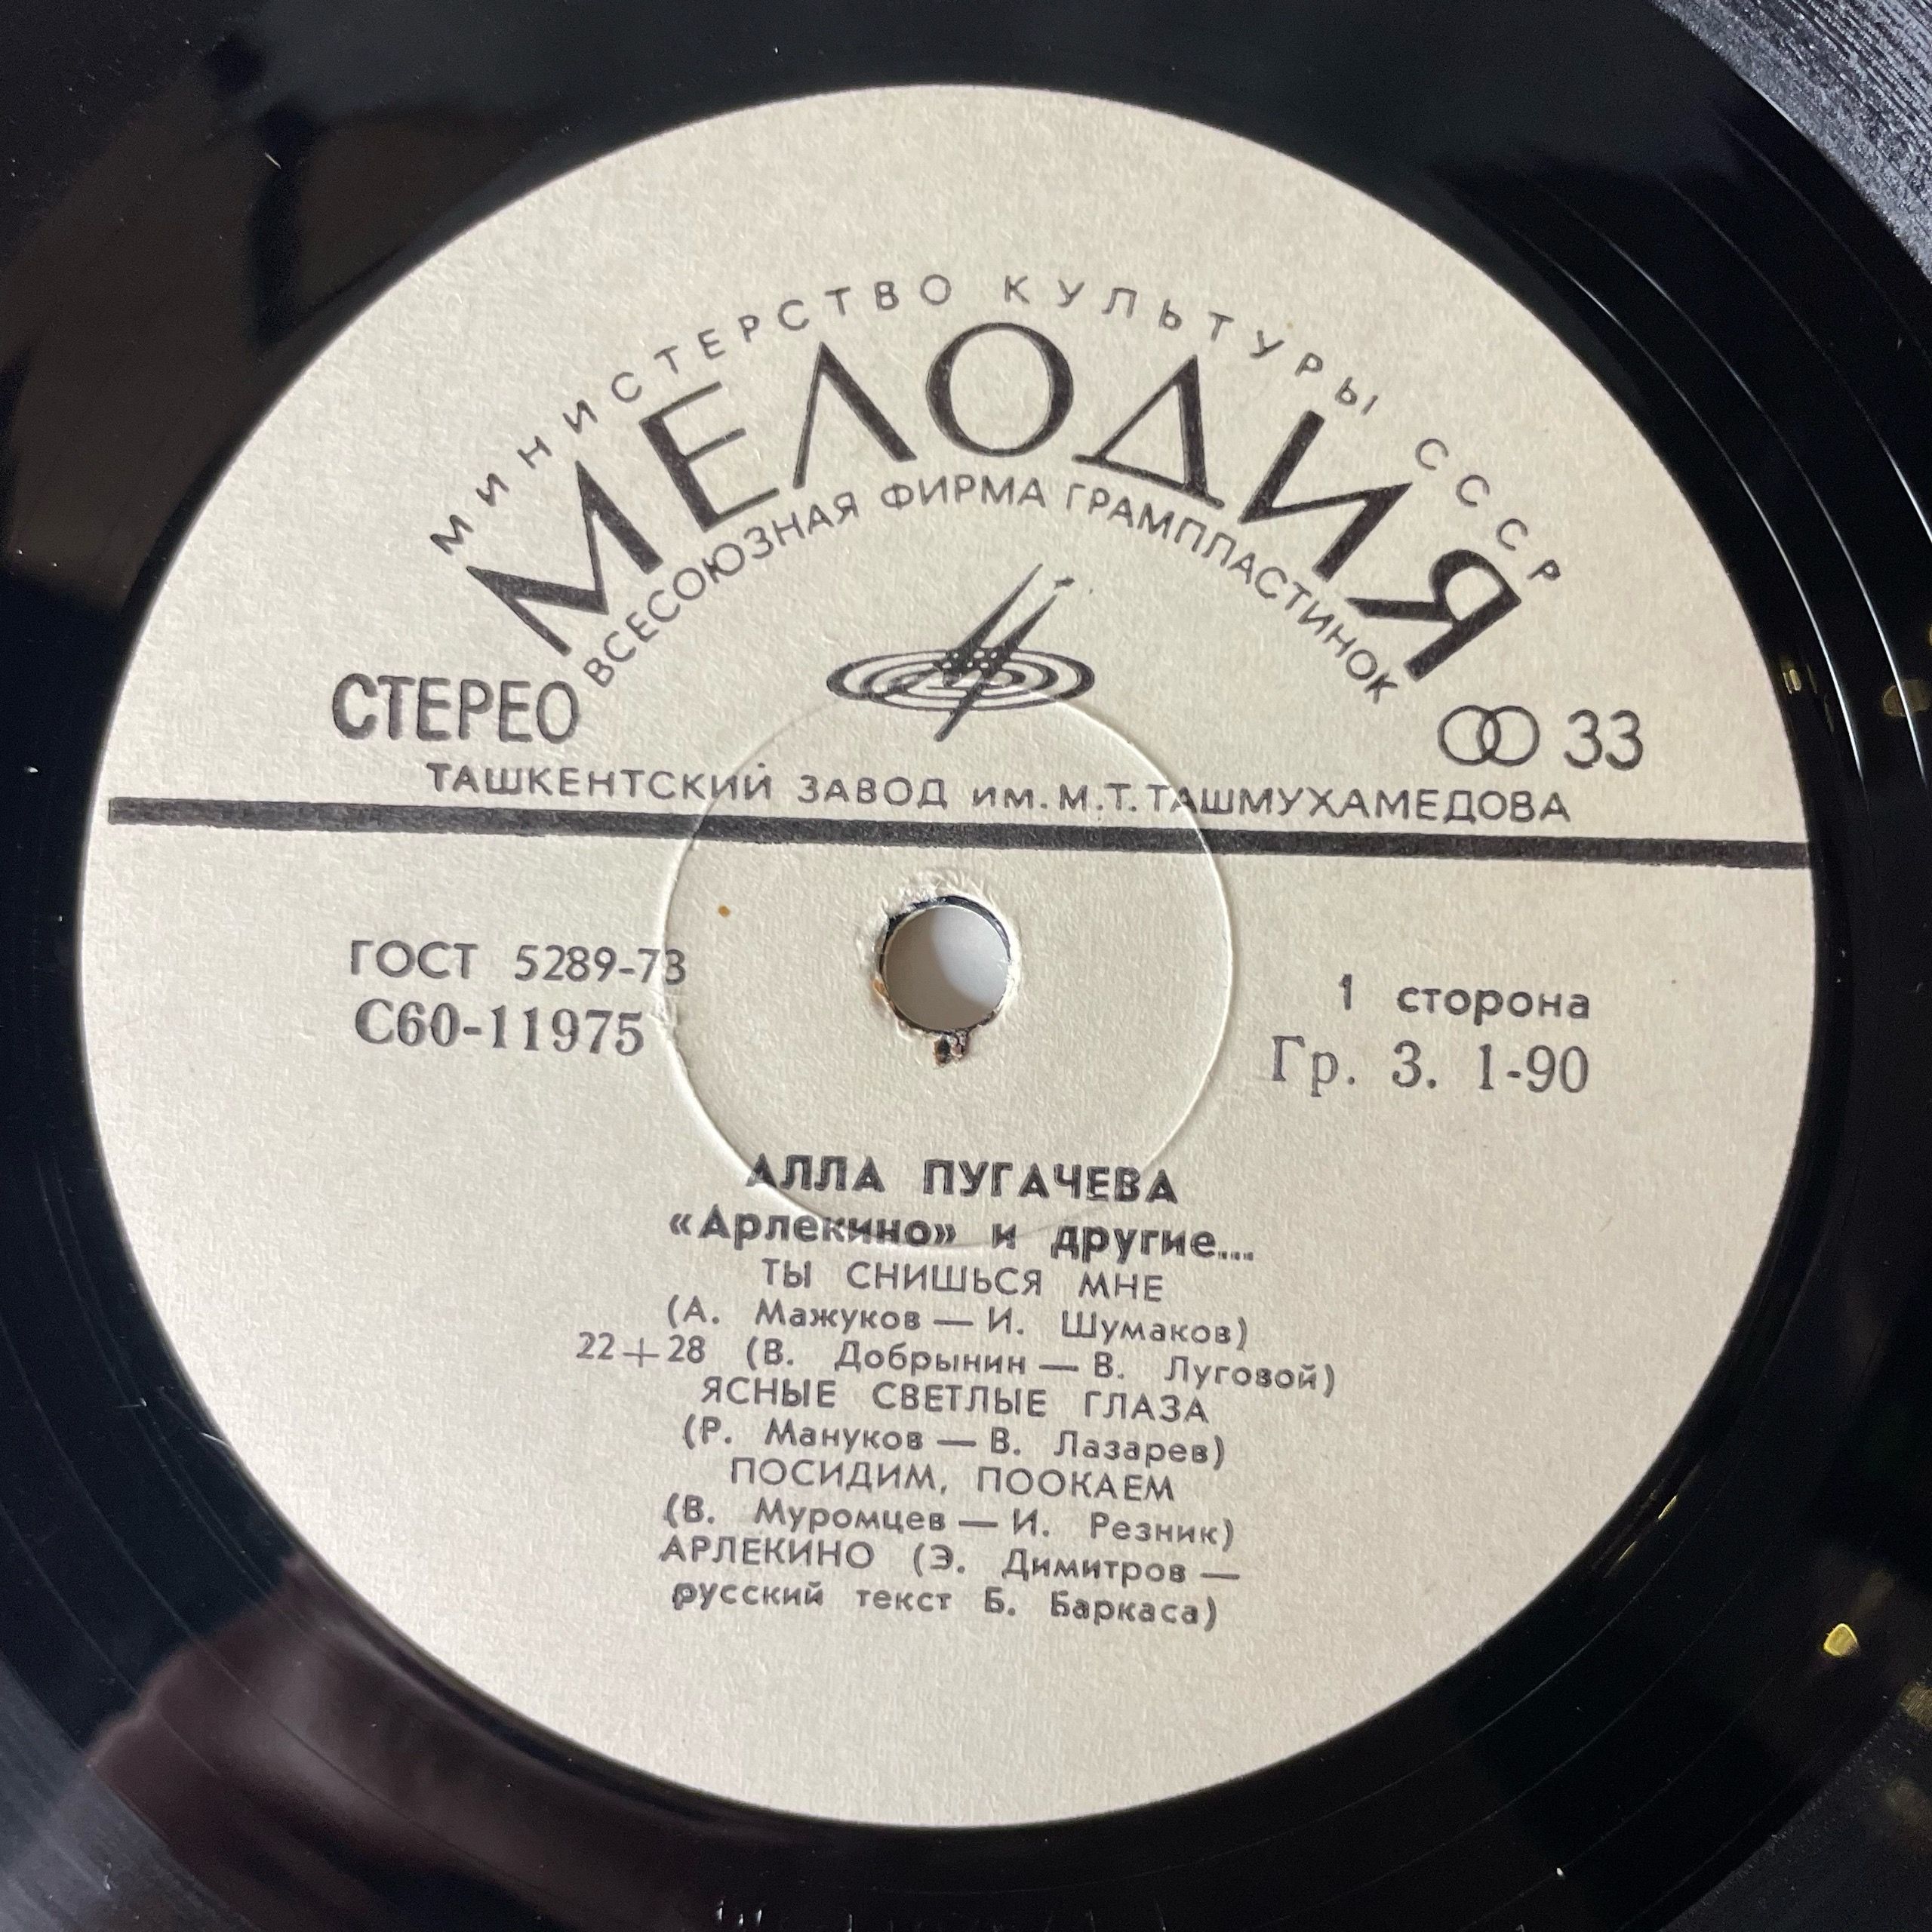 МИНИСТЕРСТВО КУЛЬТУРЫ СССР
МЕЛОДИЯ
ВСЕСОЮЗНАЯ ФИРМА ГРАМПЛАСТИНОК
СТЕРЕО
33
ТАШКЕНТСКИЙ ЗАВОД им. М.Т. ТАШМУХАМЕДОВА
ГОСТ 5289-73
С60-11975
1 сторона
Гр. 3. 1-90
АЛЛА ПУГАЧЕВА
«Арлекино» и другие...
ТЫ СНИШЬСЯ МНЕ
(А. Мажуков — И. Шумаков)
22+28 (В. Добрынин — В. Луговой)
ЯСНЫЕ СВЕТЛЫЕ ГЛАЗА
(Р. Мануков — В. Лазарев)
ПОСИДИМ, ПООКАЕМ
(В. Муромцев — И. Резник)
АРЛЕКИНО (Э. Димитров —
русский текст Б. Баркаса)